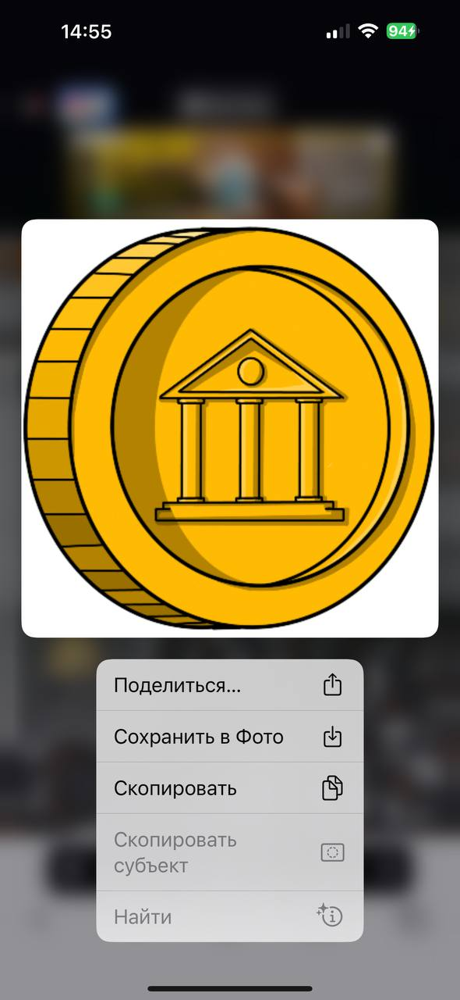 14:55
94
Поделиться...
Сохранить в Фото
Скопировать
Скопировать
субъект
Найти